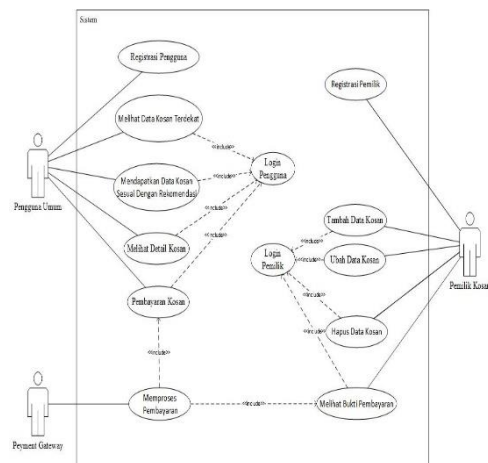 Sistem
Registrasi Pengguna
Registrasi Pemilik
Melihat Data Kosan Terdekat
<<include>>
Login
Pengguna
Mendapatkan Data Kosan
Sesuai Dengan Rekomendasi
<<include>>
Pengguna Umum
<<include>>
Melihat Detail Kosan
<<include>>
Tambah Data Kosan
<<include>>
Login
Pemilik
Ubah Data Kosan
Pemilik Kosan
Pembayaran Kosan
<<include>>
Hapus Data Kosan
<<include>>
<<include>>
Memproses
Pembayaran
<<include>>
Melihat Bukti Pembayaran
Peyment Gateway